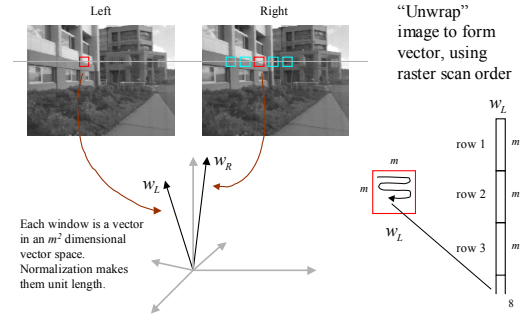 Left
Right
“Unwrap”
image to form
vector, using
raster scan order
w_L
row 1
m
m
m
row 2
m
w_L
row 3
m
w_L
w_R
Each window is a vector
in an m² dimensional
vector space.
Normalization makes
them unit length.
8